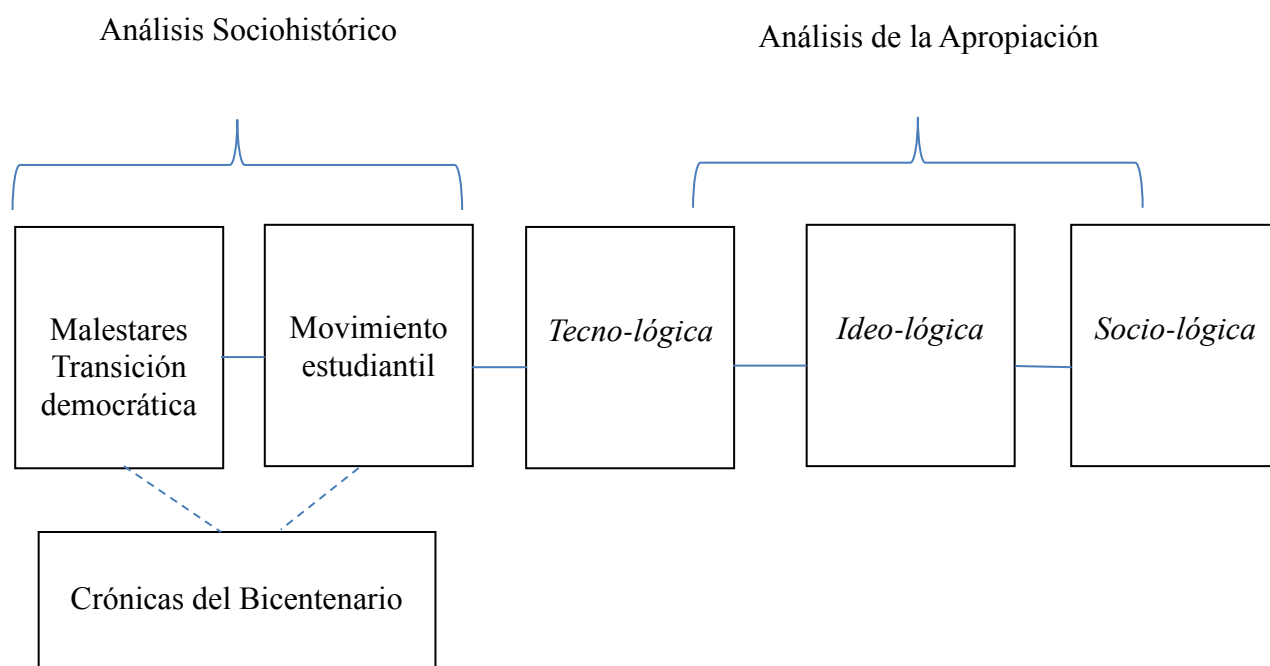 Análisis Sociohistórico
Análisis de la Apropiación
Malestares
Transición
democrática
Movimiento
estudiantil
Tecno-lógica
Ideo-lógica
Socio-lógica
Crónicas del Bicentenario